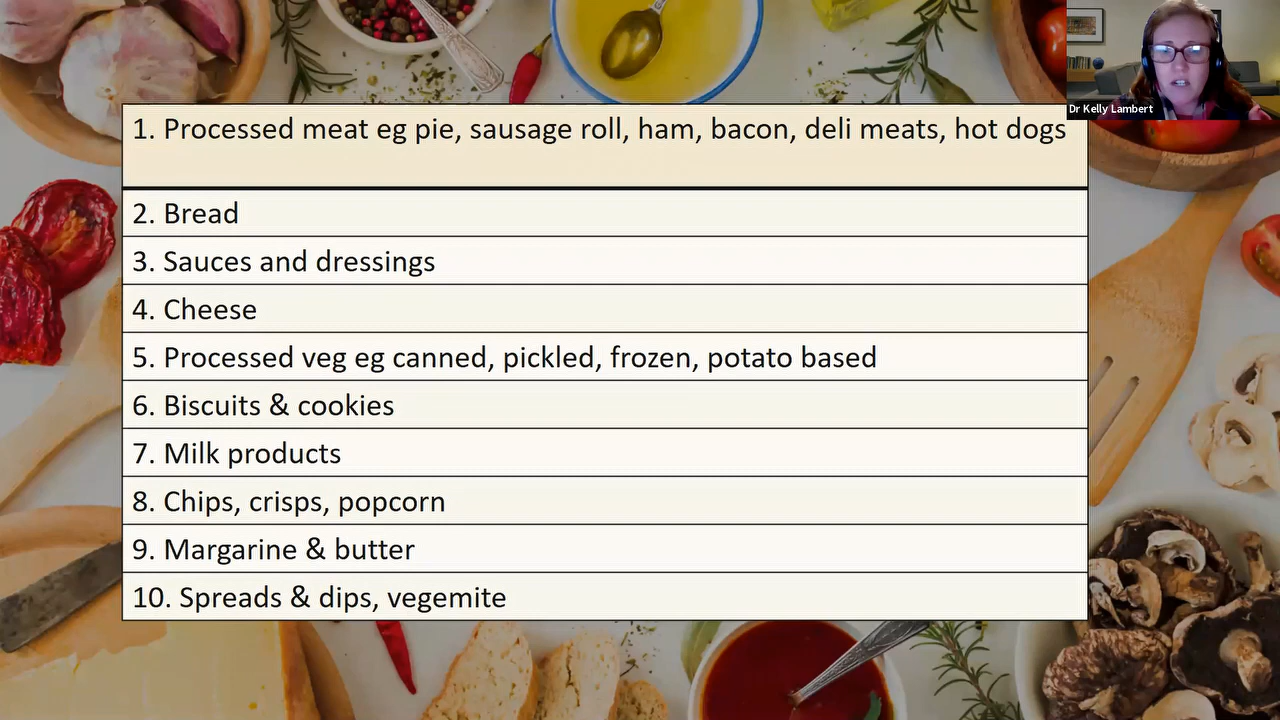 Dr Kelly Lambert
1. Processed meat eg pie, sausage roll, ham, bacon, deli meats, hot dogs
2. Bread
3. Sauces and dressings
4. Cheese
5. Processed veg eg canned, pickled, frozen, potato based
6. Biscuits & cookies
7. Milk products
8. Chips, crisps, popcorn
9. Margarine & butter
10. Spreads & dips, vegemite